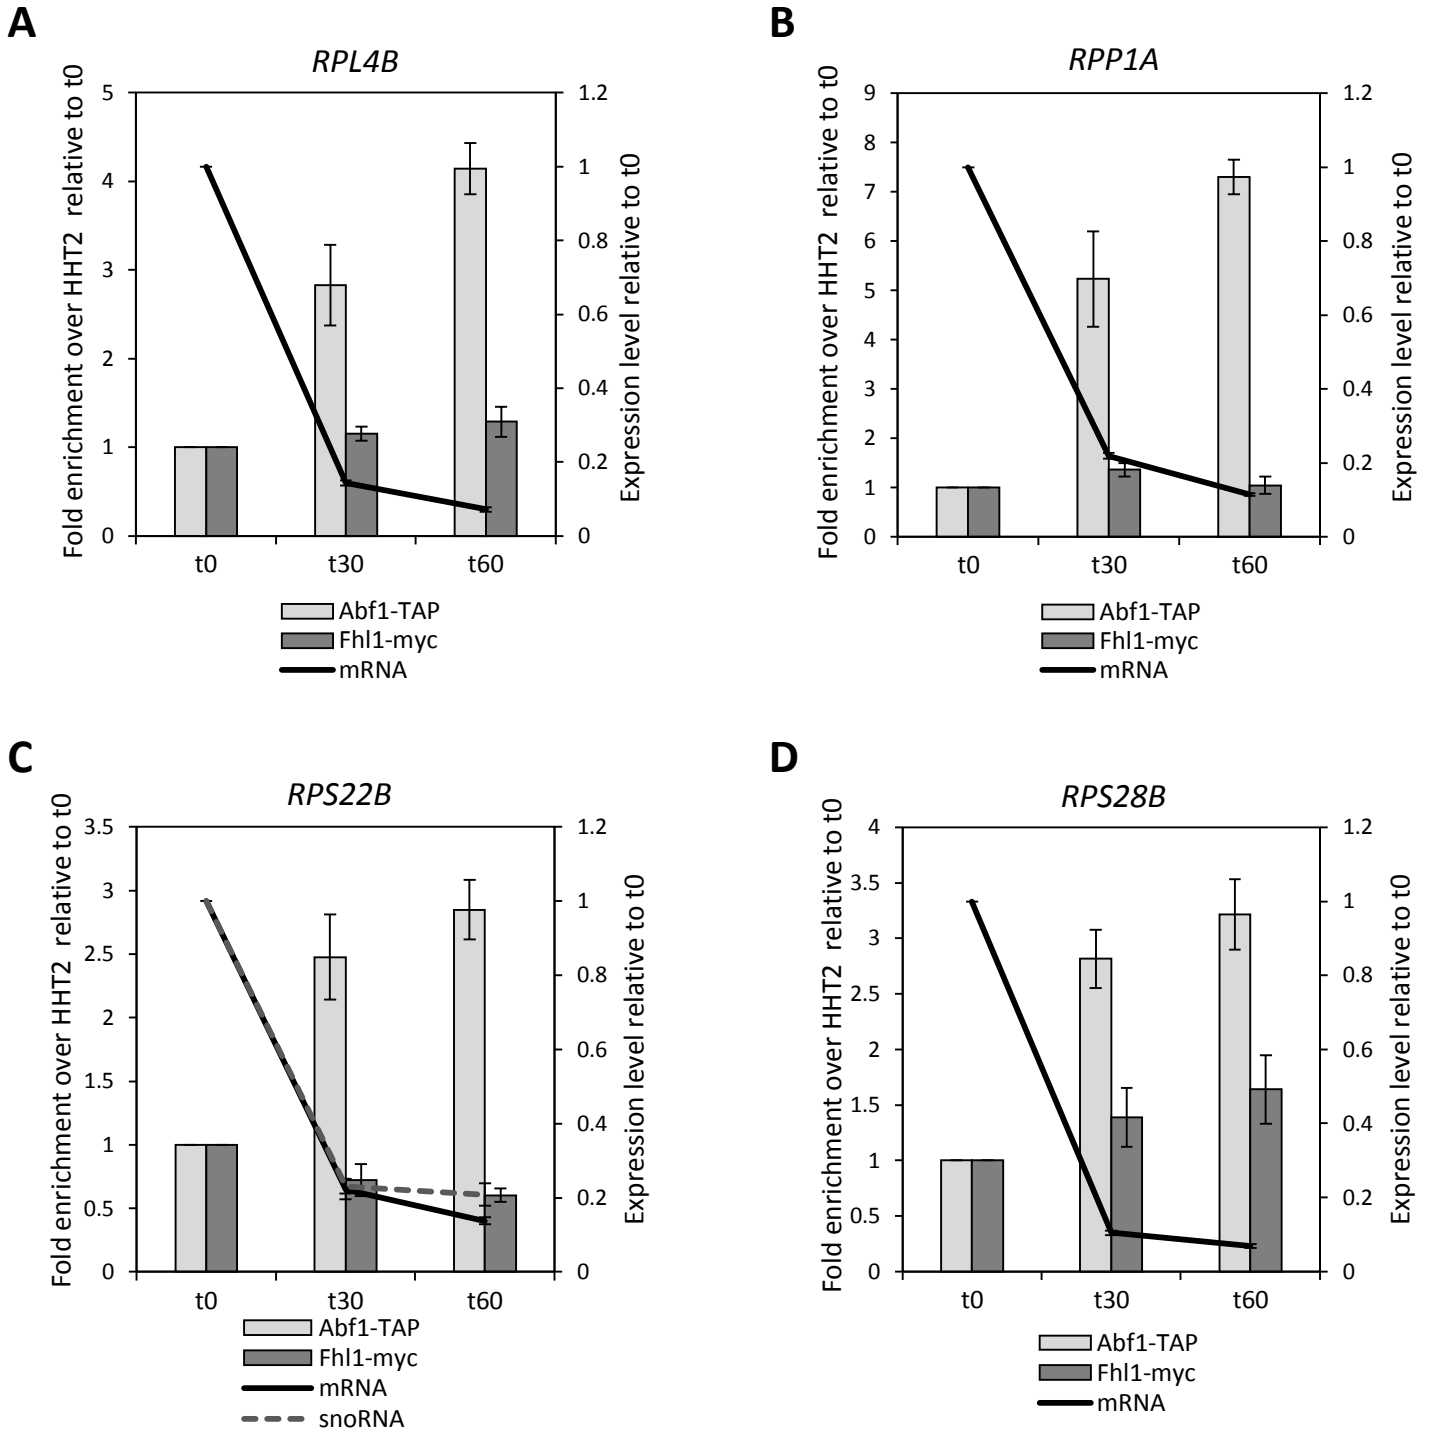 A
RPL4B
Fold enrichment over HHT2 relative to t0
5
4
3
2
1
0
1.2
1
0.8
0.6
0.4
0.2
0
Expression level relative to t0
t0 t30 t60
Abf1-TAP
Fhl1-myc
mRNA
B
RPP1A
Fold enrichment over HHT2 relative to t0
9
8
7
6
5
4
3
2
1
0
1.2
1
0.8
0.6
0.4
0.2
0
Expression level relative to t0
t0 t30 t60
Abf1-TAP
Fhl1-myc
mRNA
C
RPS22B
Fold enrichment over HHT2 relative to t0
3.5
3
2.5
2
1.5
1
0.5
0
1.2
1
0.8
0.6
0.4
0.2
0
Expression level relative to t0
t0 t30 t60
Abf1-TAP
Fhl1-myc
mRNA
snoRNA
D
RPS28B
Fold enrichment over HHT2 relative to t0
4
3.5
3
2.5
2
1.5
1
0.5
0
1.2
1
0.8
0.6
0.4
0.2
0
Expression level relative to t0
t0 t30 t60
Abf1-TAP
Fhl1-myc
mRNA